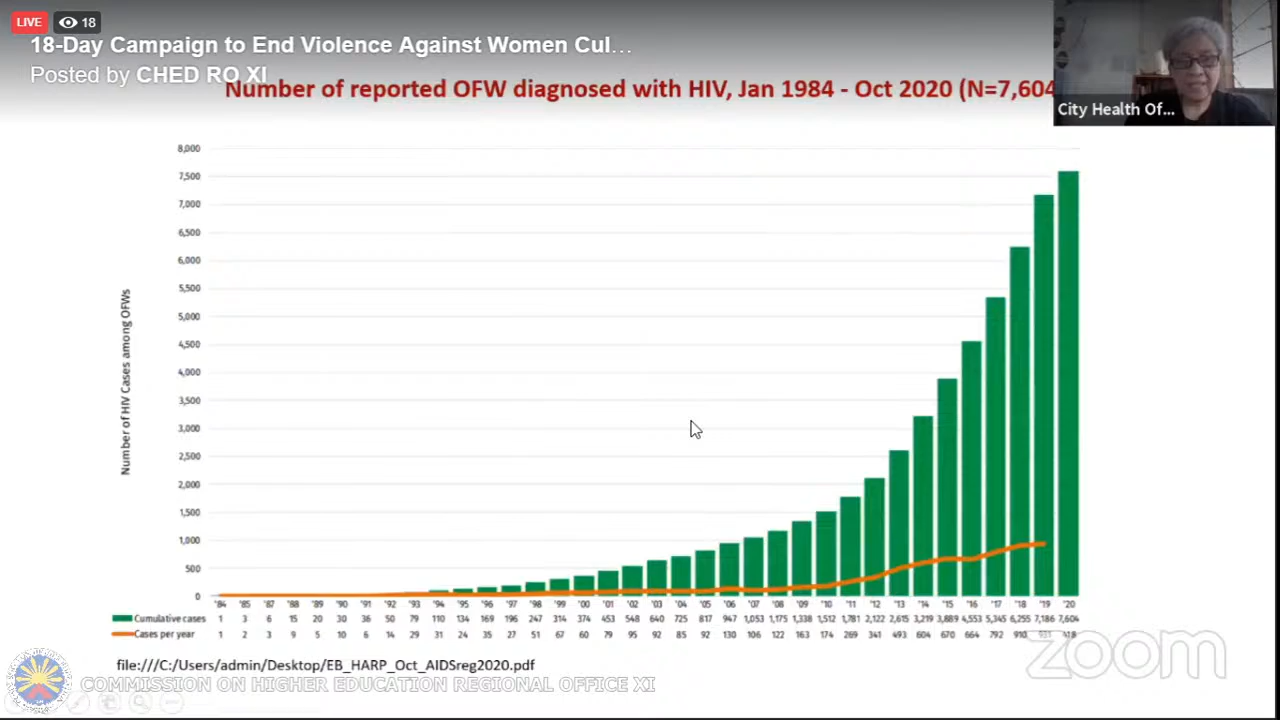 LIVE 18
18-Day Campaign to End Violence Against Women Cul...
Posted by CHED RO XI
Number of reported OFW diagnosed with HIV, Jan 1984 - Oct 2020 (N=7,604
City Health Of...
8,000
7,500
7,000
6,500
6,000
5,500
5,000
4,500
4,000
3,500
3,000
2,500
2,000
1,500
1,000
500
0
Number of HIV Cases among OFWs
'84 '85 '87 '88 '89 '90 '91 '92 '93 '94 '95 '96 '97 '98 '99 '00 '01 '02 '03 '04 '05 '06 '07 '08 '09 '10 '11 '12 '13 '14 '15 '16 '17 '18 '19 '20
Cumulative cases 1 3 6 15 20 30 36 50 79 110 134 169 196 247 314 374 453 548 640 725 817 947 1,053 1,175 1,338 1,512 1,781 2,122 2,615 3,219 3,889 4,553 5,345 6,255 7,186 7,604
Cases per year 1 2 3 9 5 10 6 14 29 31 24 35 27 51 67 60 79 95 92 85 92 130 106 122 163 174 269 341 493 604 670 664 792 910 931 418
file:///C:/Users/admin/Desktop/EB_HARP_Oct_AIDSreg2020.pdf
zoom
COMMISSION ON HIGHER EDUCATION REGIONAL OFFICE XI